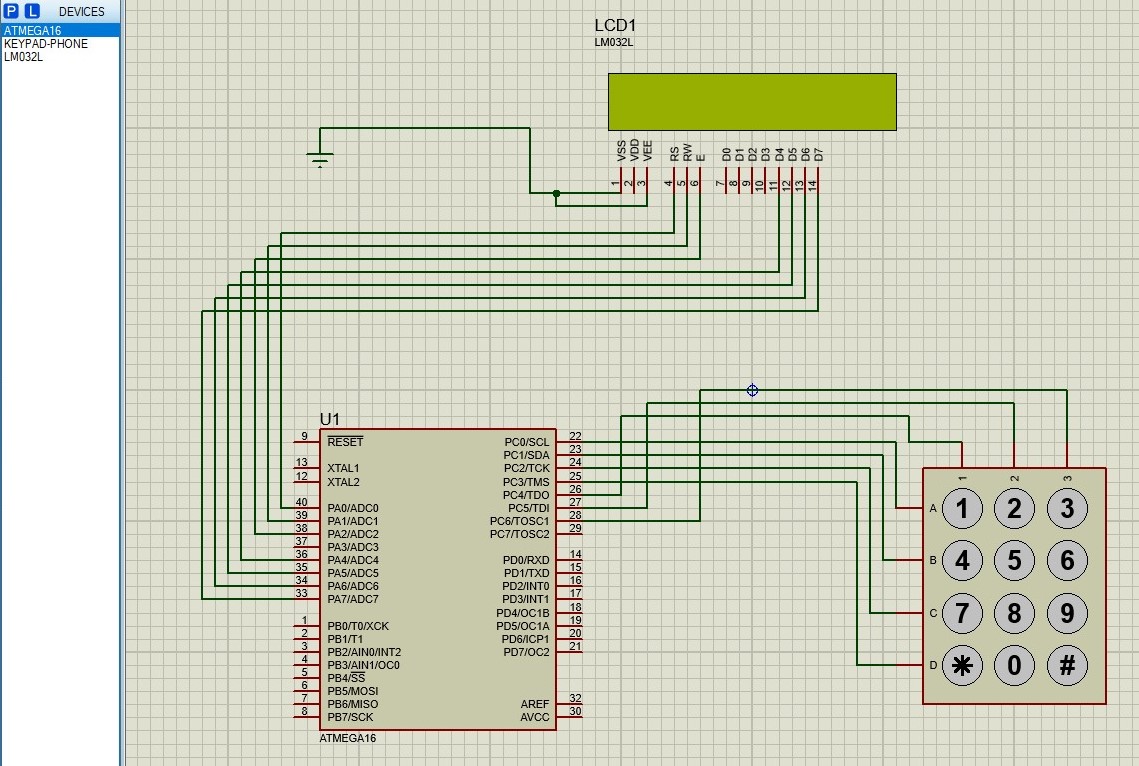 P L DEVICES
ATMEGA16
KEYPAD-PHONE
LM032L
LCD1
LM032L
VSS VDD VEE RS RW E D0 D1 D2 D3 D4 D5 D6 D7
1 2 3 4 5 6 7 8 9 10 11 12 13 14
U1
9 RESET
13 XTAL1
12 XTAL2
40 PA0/ADC0
39 PA1/ADC1
38 PA2/ADC2
37 PA3/ADC3
36 PA4/ADC4
35 PA5/ADC5
34 PA6/ADC6
33 PA7/ADC7
1 PB0/T0/XCK
2 PB1/T1
3 PB2/AIN0/INT2
4 PB3/AIN1/OC0
5 PB4/SS
6 PB5/MOSI
7 PB6/MISO
8 PB7/SCK
PC0/SCL 22
PC1/SDA 23
PC2/TCK 24
PC3/TMS 25
PC4/TDO 26
PC5/TDI 27
PC6/TOSC1 28
PC7/TOSC2 29
PD0/RXD 14
PD1/TXD 15
PD2/INT0 16
PD3/INT1 17
PD4/OC1B 18
PD5/OC1A 19
PD6/ICP1 20
PD7/OC2 21
AREF 32
AVCC 30
ATMEGA16
1 2 3
A 1 2 3
B 4 5 6
C 7 8 9
D * 0 #